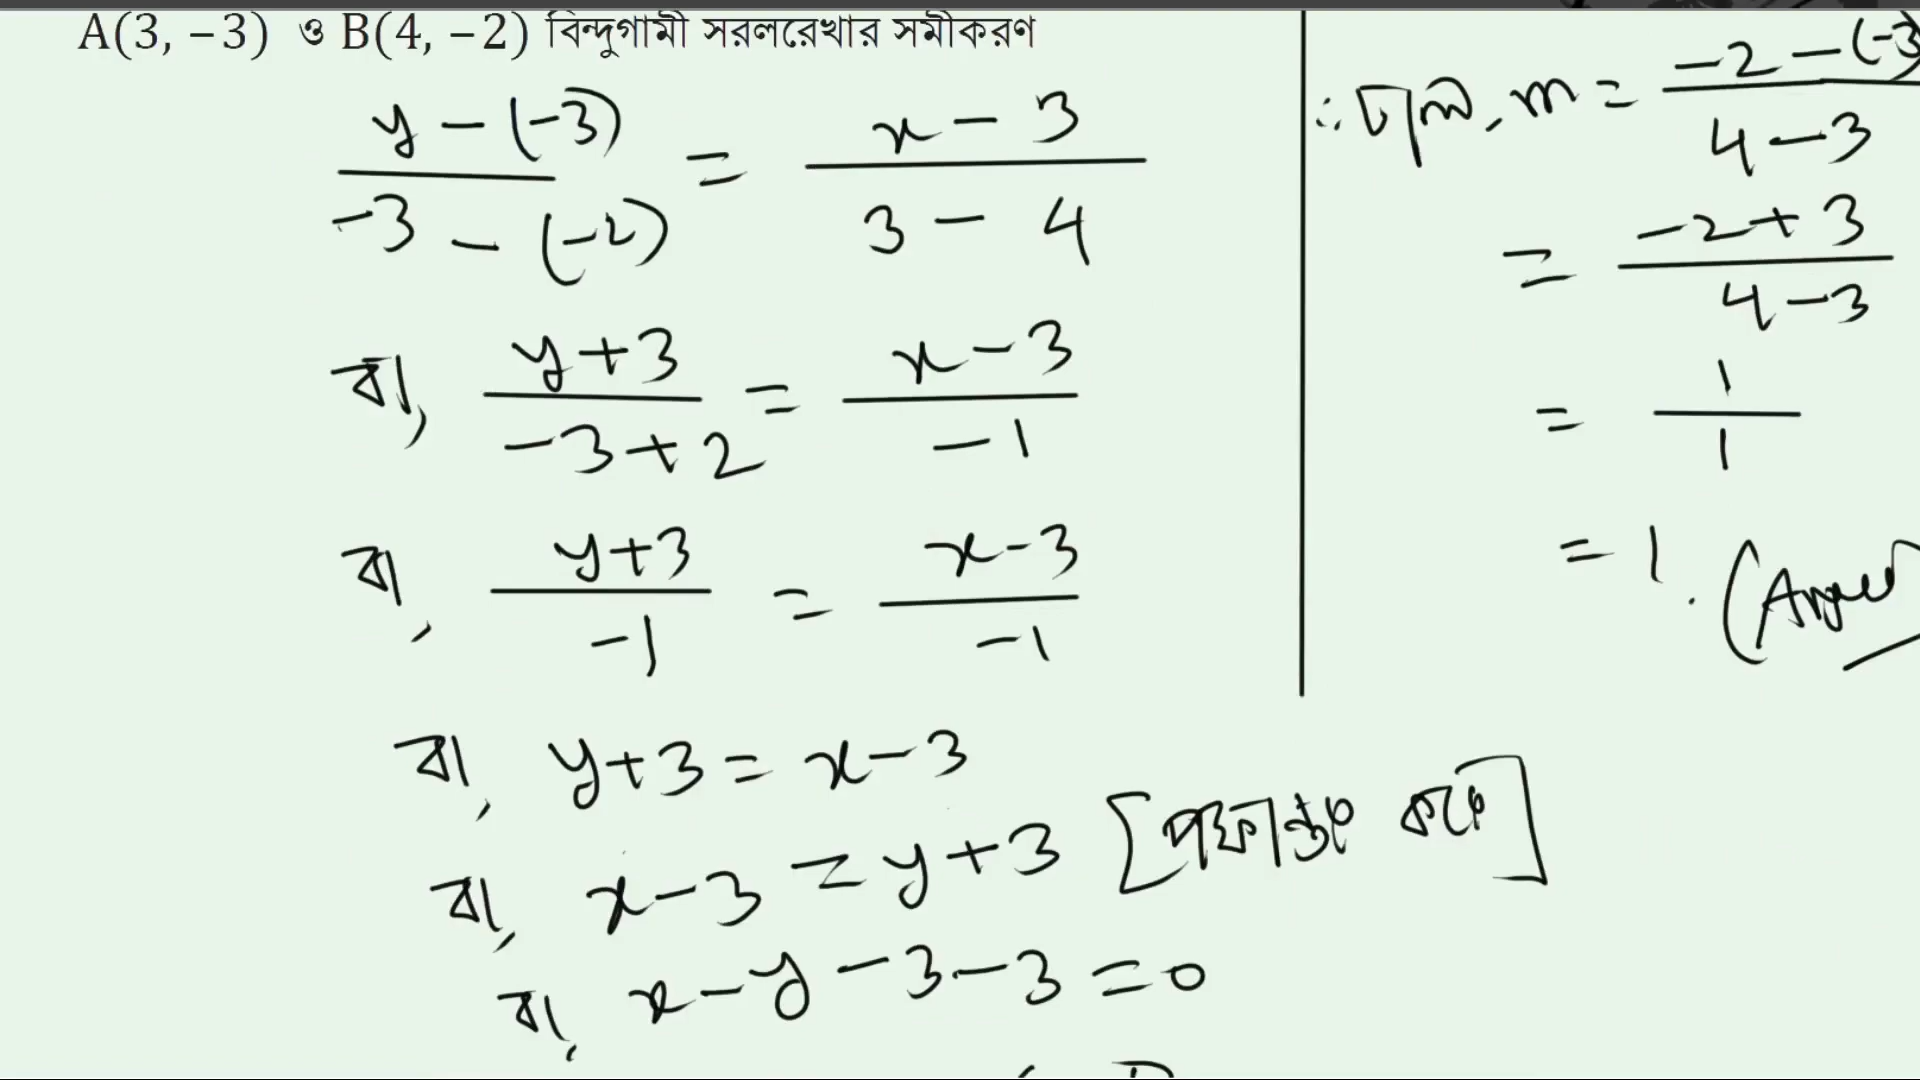 A(3, −3) ও B(4, −2) বিন্দুগামী সরলরেখার সমীকরণ
y − (−3) / −3 − (−2) = x − 3 / 3 − 4
বা, y+3 / −3+2 = x−3 / −1
বা, y+3 / −1 = x−3 / −1
বা, y+3 = x−3
বা, x−3 = y+3 [পক্ষান্তর করে]
বা, x−y−3−3=0
∴ ঢাল, m = −2 −(−3) / 4−3
= −2+3 / 4−3
= 1 / 1
= 1. (Answer